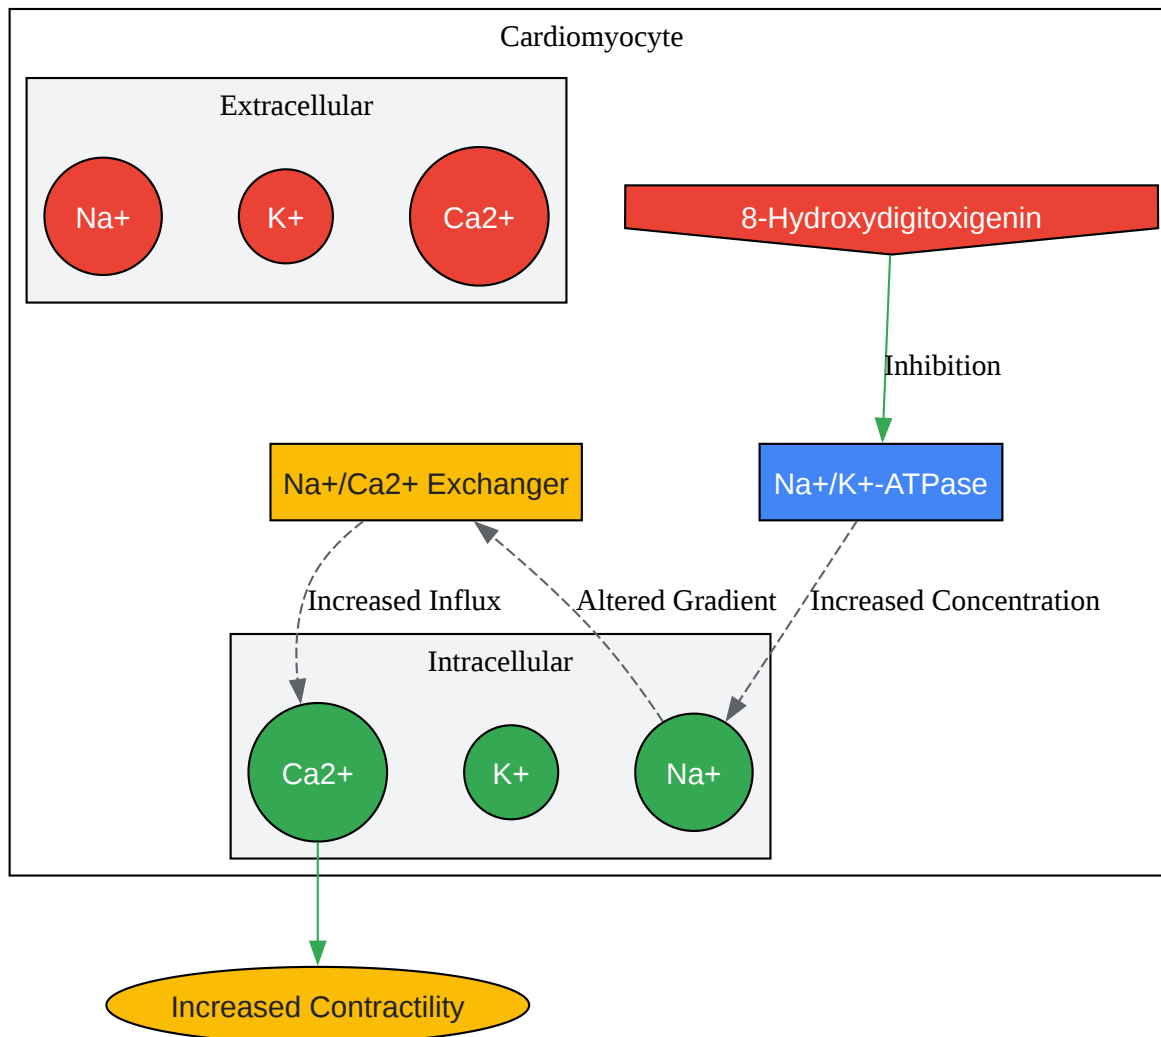 Cardiomyocyte
Extracellular
Na+
K+
Ca2+
8-Hydroxydigitoxigenin
Inhibition
Na+/Ca2+ Exchanger
Na+/K+-ATPase
Increased Influx
Altered Gradient
Increased Concentration
Intracellular
Ca2+
K+
Na+
Increased Contractility